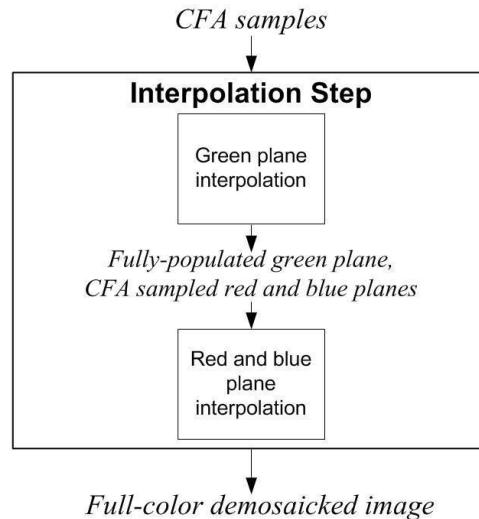 CFA samples
Interpolation Step
Green plane
interpolation
Fully-populated green plane,
CFA sampled red and blue planes
Red and blue
plane
interpolation
Full-color demosaicked image